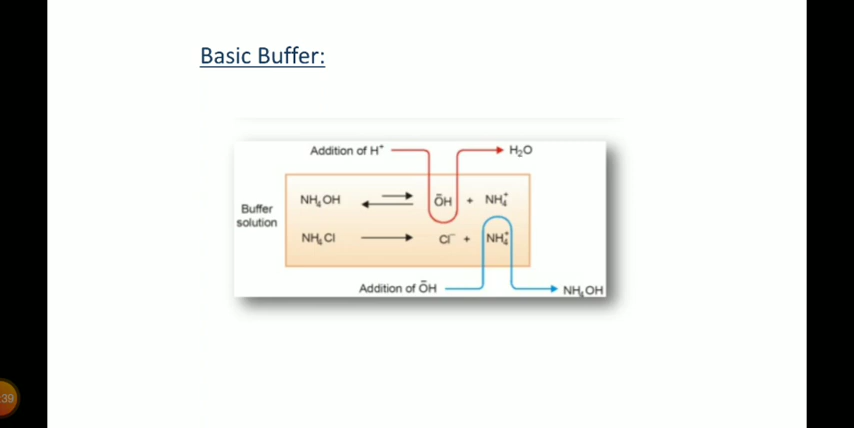 Basic Buffer:
Addition of H⁺ H₂O
NH₄OH ŌH + NH₄⁺
Buffer
solution
NH₄Cl Cl⁻ + NH₄⁺
Addition of ŌH NH₄OH
:39